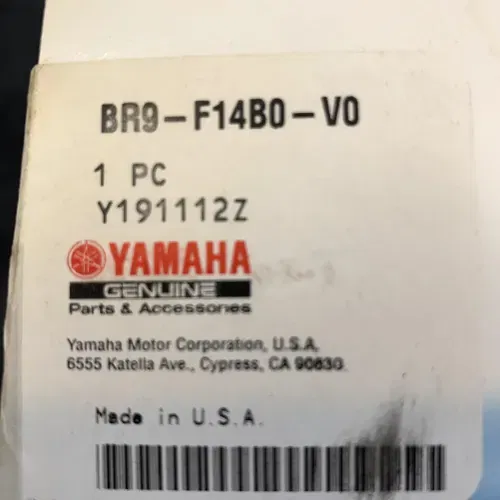 BR9-F14B0-V0
1 PC
Y191112Z
YAMAHA
GENUINE
Parts & Accessories
Yamaha Motor Corporation, U.S.A.
6555 Katella Ave., Cypress, CA 90630
Made in U.S.A.